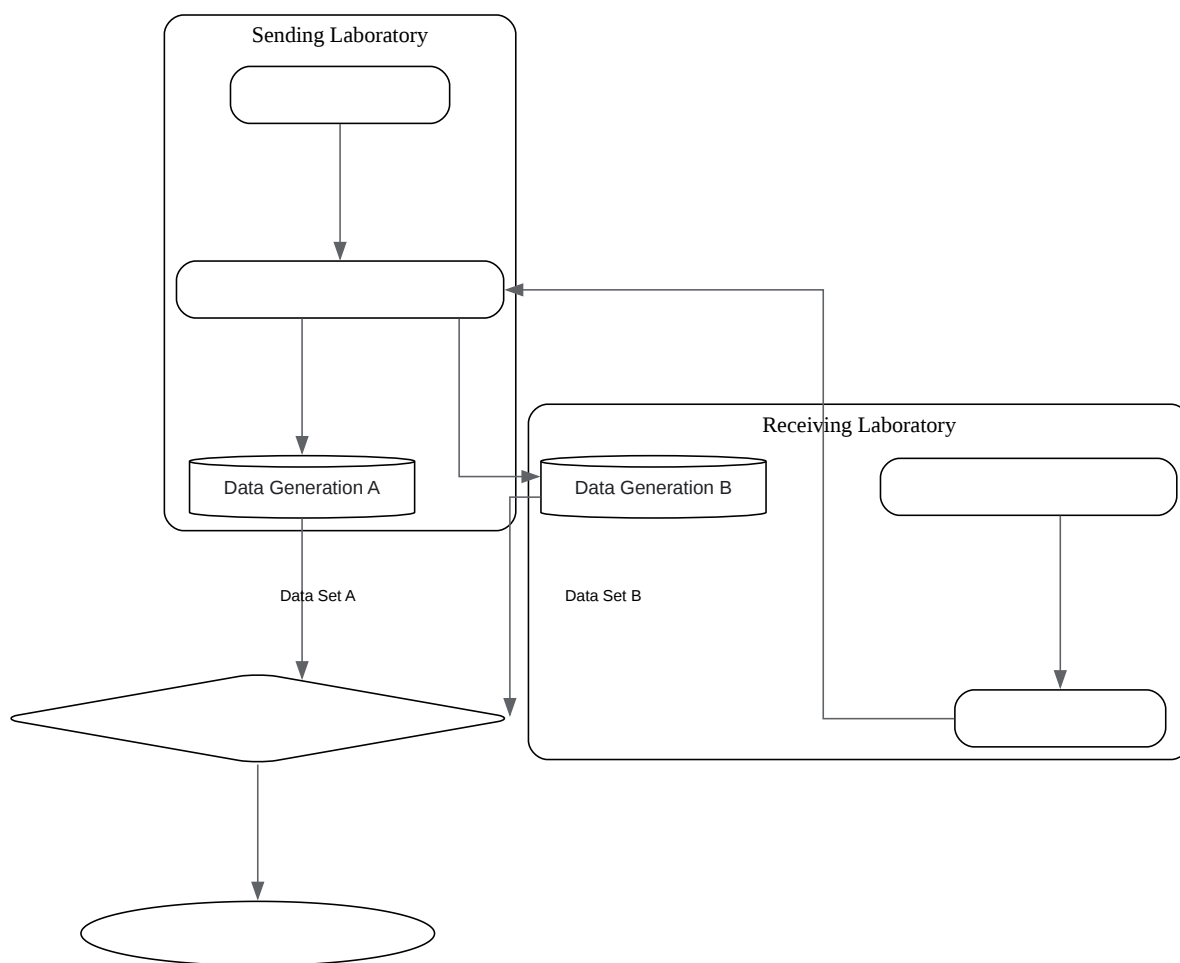 Sending Laboratory
Receiving Laboratory
Data Generation A
Data Generation B
Data Set A
Data Set B